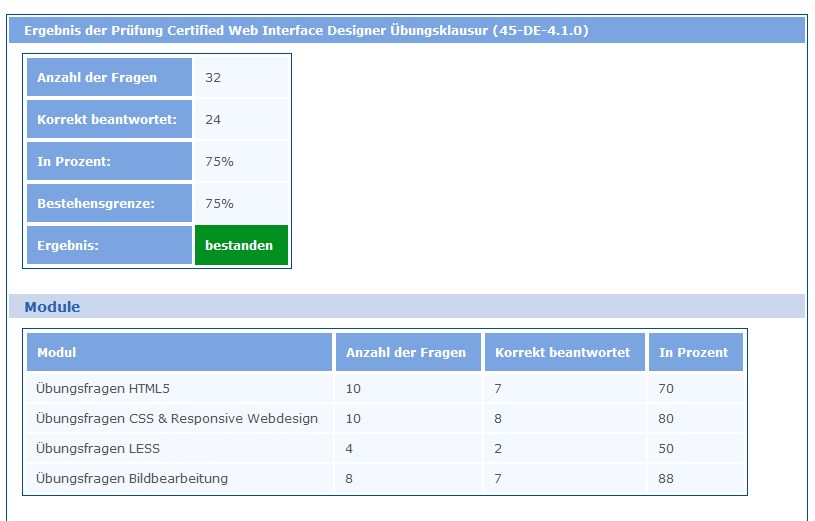 Ergebnis der Prüfung Certified Web Interface Designer Übungsklausur (45-DE-4.1.0)
Anzahl der Fragen 32
Korrekt beantwortet: 24
In Prozent: 75%
Bestehensgrenze: 75%
Ergebnis: bestanden
Module
Modul Anzahl der Fragen Korrekt beantwortet In Prozent
Übungsfragen HTML5 10 7 70
Übungsfragen CSS & Responsive Webdesign 10 8 80
Übungsfragen LESS 4 2 50
Übungsfragen Bildbearbeitung 8 7 88